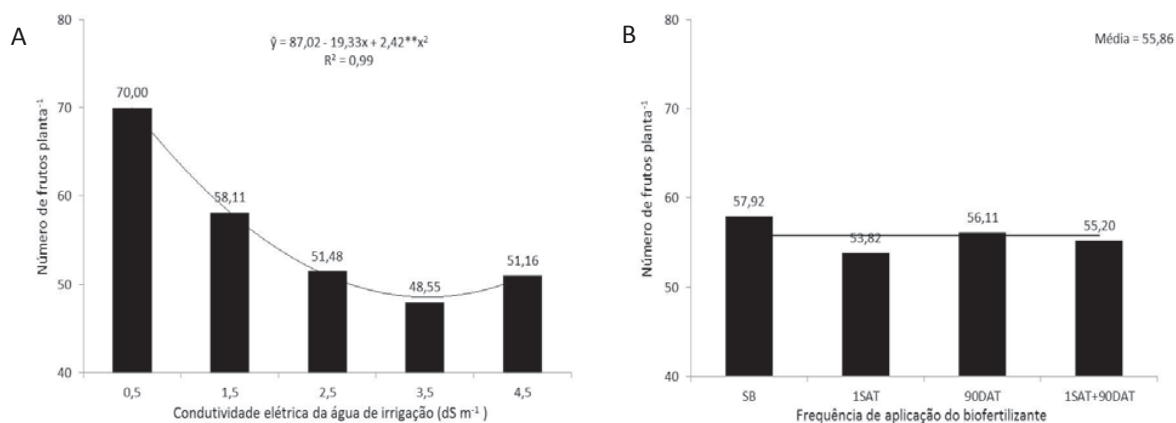 A
80
70
60
50
40
Número de frutos planta⁻¹
ŷ = 87,02 - 19,33x + 2,42**x²
R² = 0,99
70,00
58,11
51,48
48,55
51,16
0,5
1,5
2,5
3,5
4,5
Condutividade elétrica da água de irrigação (dS m⁻¹ )
B
80
70
60
50
40
Número de frutos planta⁻¹
Média = 55,86
57,92
53,82
56,11
55,20
SB
1SAT
90DAT
1SAT+90DAT
Frequência de aplicação do biofertilizante